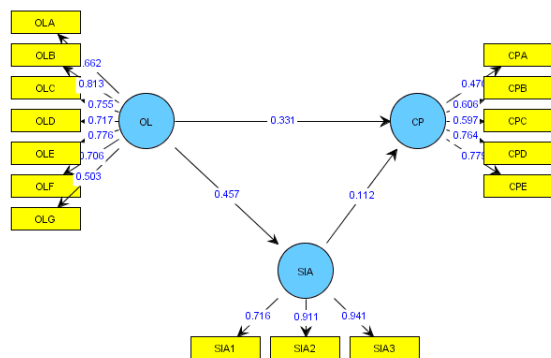 OLA
OLB
OLC
OLD
OLE
OLF
OLG
.662
0.813
0.755
0.717
0.776
0.706
0.503
OL
0.331
CP
0.606
0.597
0.764
CPA
CPB
CPC
CPD
CPE
0.457
0.112
SIA
0.716
0.911
0.941
SIA1
SIA2
SIA3